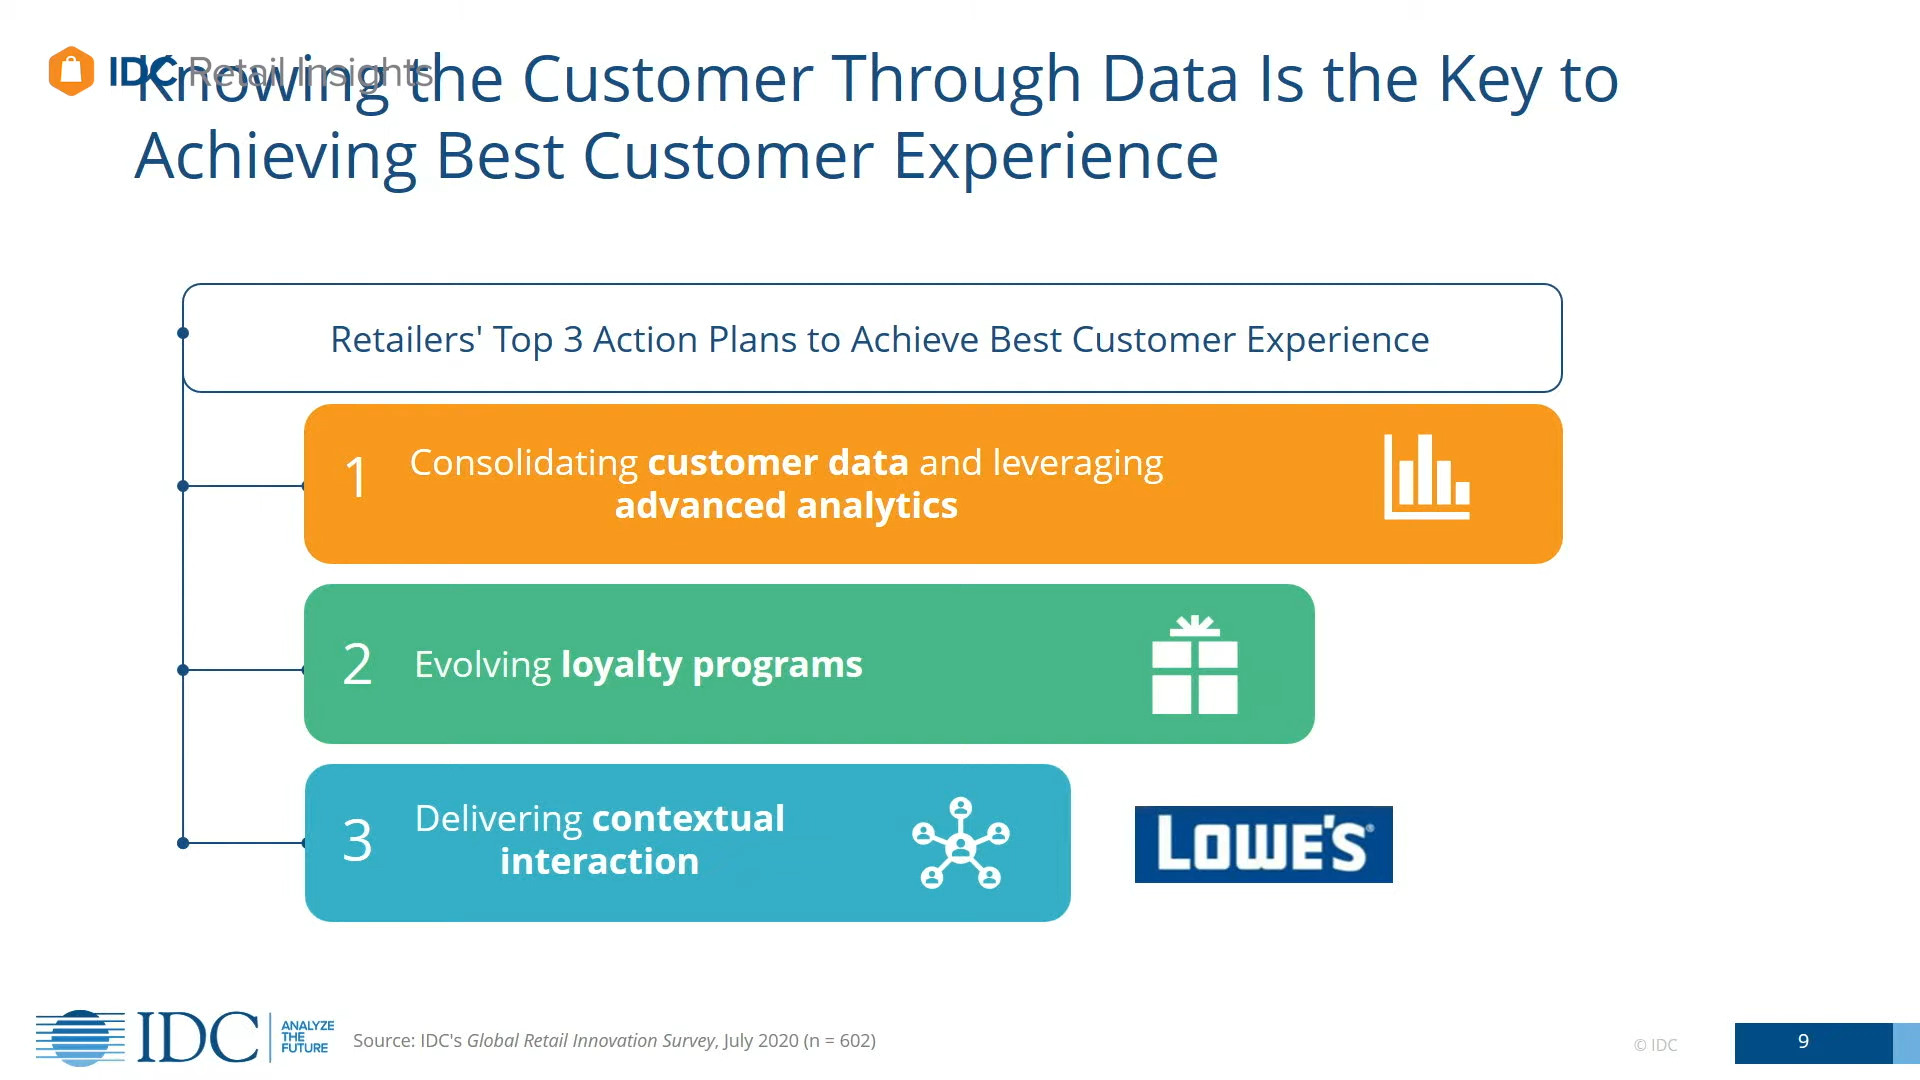 IDC Retail Insights
Knowing the Customer Through Data Is the Key to
Achieving Best Customer Experience
Retailers' Top 3 Action Plans to Achieve Best Customer Experience
1
Consolidating customer data and leveraging
advanced analytics
2
Evolving loyalty programs
3
Delivering contextual
interaction
LOWE'S®
IDC
ANALYZE
THE
FUTURE
Source: IDC's Global Retail Innovation Survey, July 2020 (n = 602)
© IDC
9